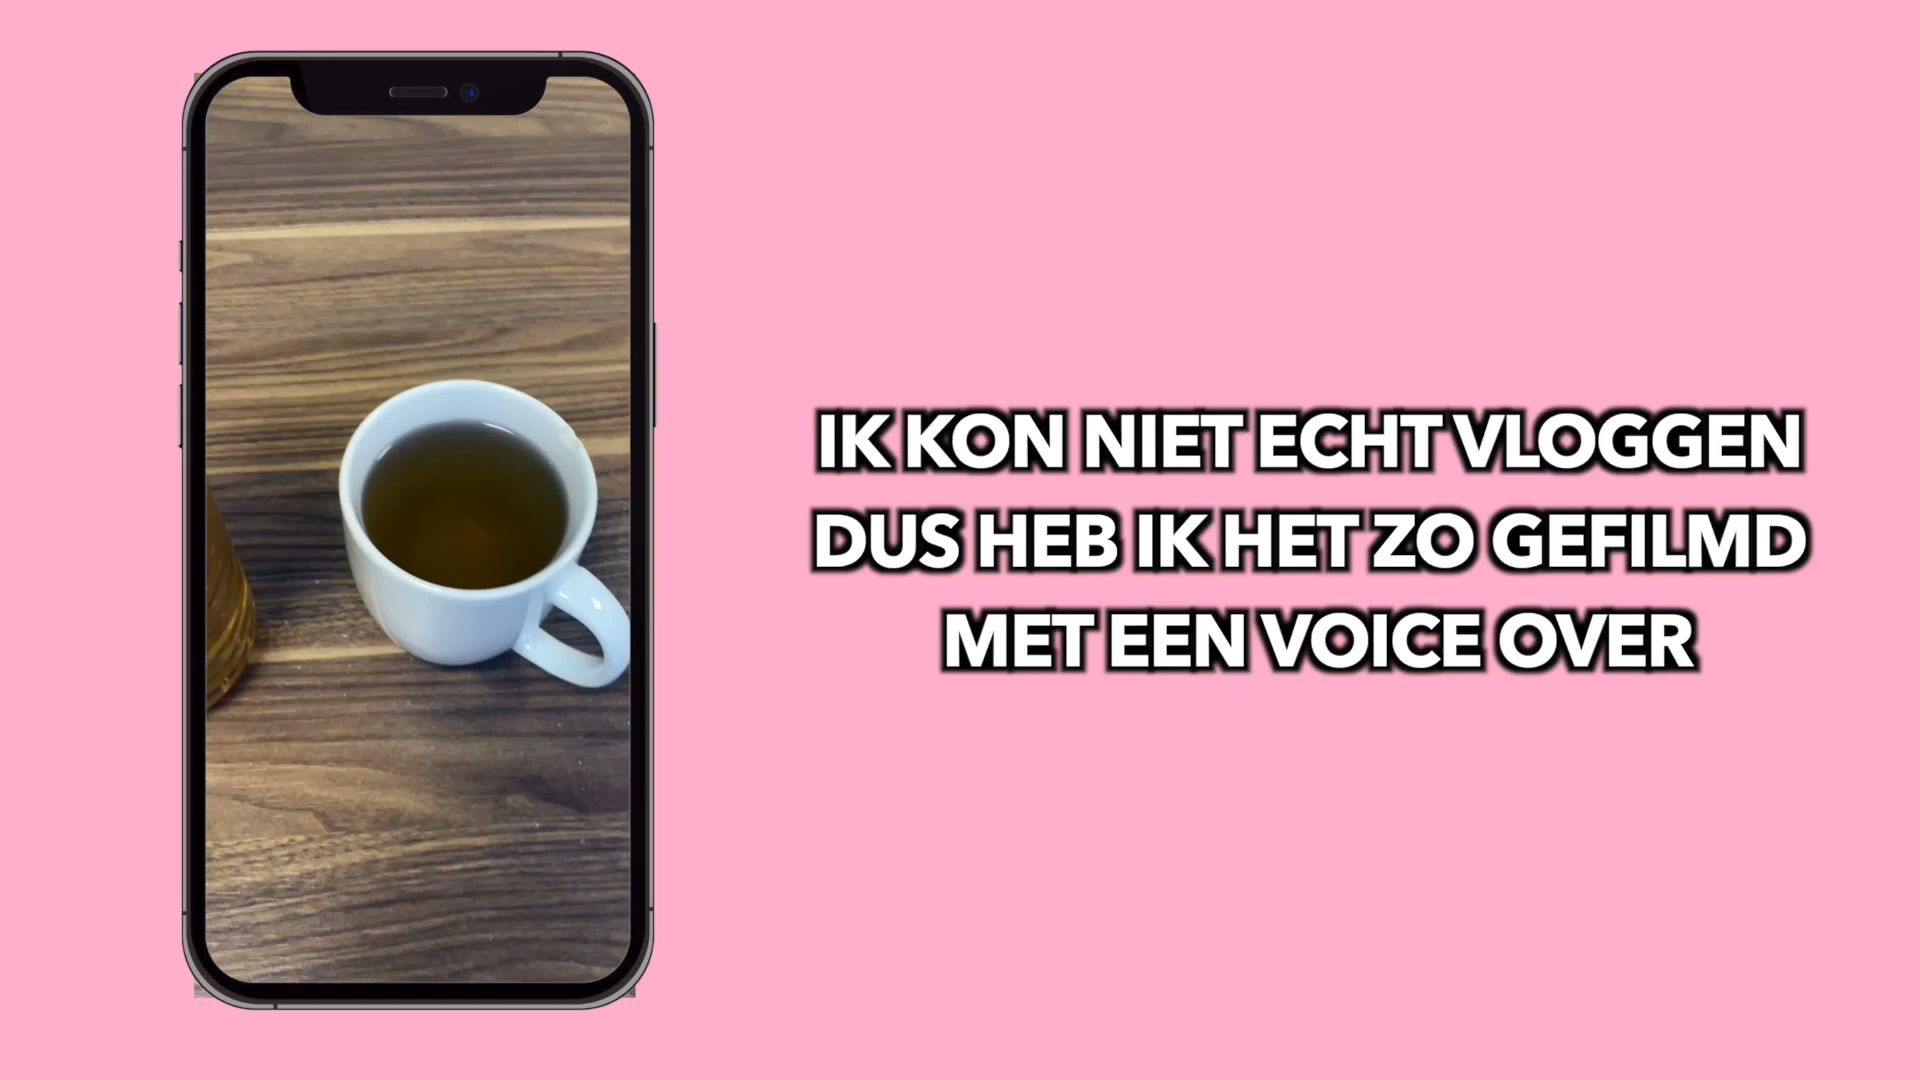 IK KON NIET ECHT VLOGGEN
DUS HEB IK HET ZO GEFILMD
MET EEN VOICE OVER